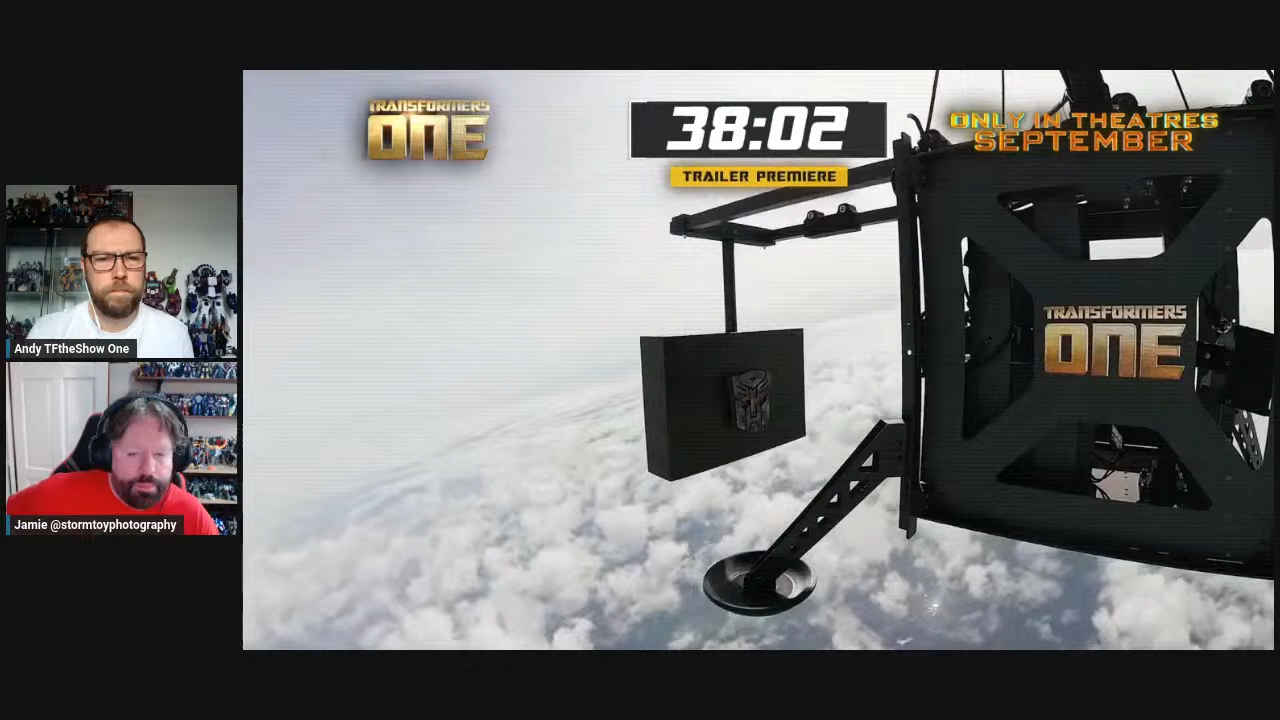 TRANSFORMERS
ONE
38:02
TRAILER PREMIERE
ONLY IN THEATRES
SEPTEMBER
TRANSFORMERS
ONE
Andy TFtheShow One
Jamie @stormtoyphotography